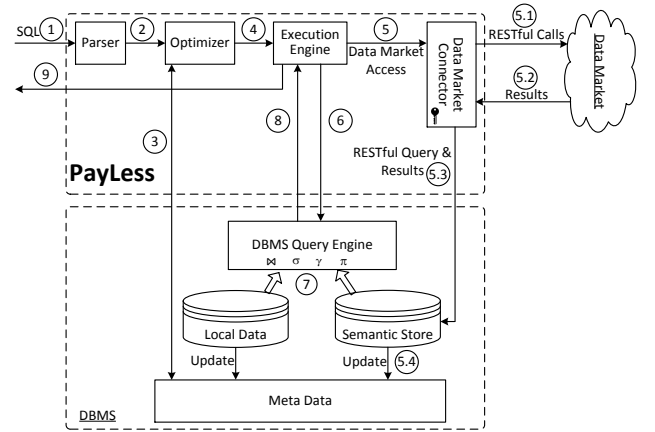 SQL
1
Parser
2
Optimizer
4
Execution
Engine
5
Data Market
Access
Data Market
Connector
5.1
RESTful Calls
5.2
Results
Data Market
9
3
8
6
RESTful Query &
Results
5.3
PayLess
DBMS Query Engine
⋈ σ γ π
7
Local Data
Semantic Store
Update
Update
5.4
Meta Data
DBMS